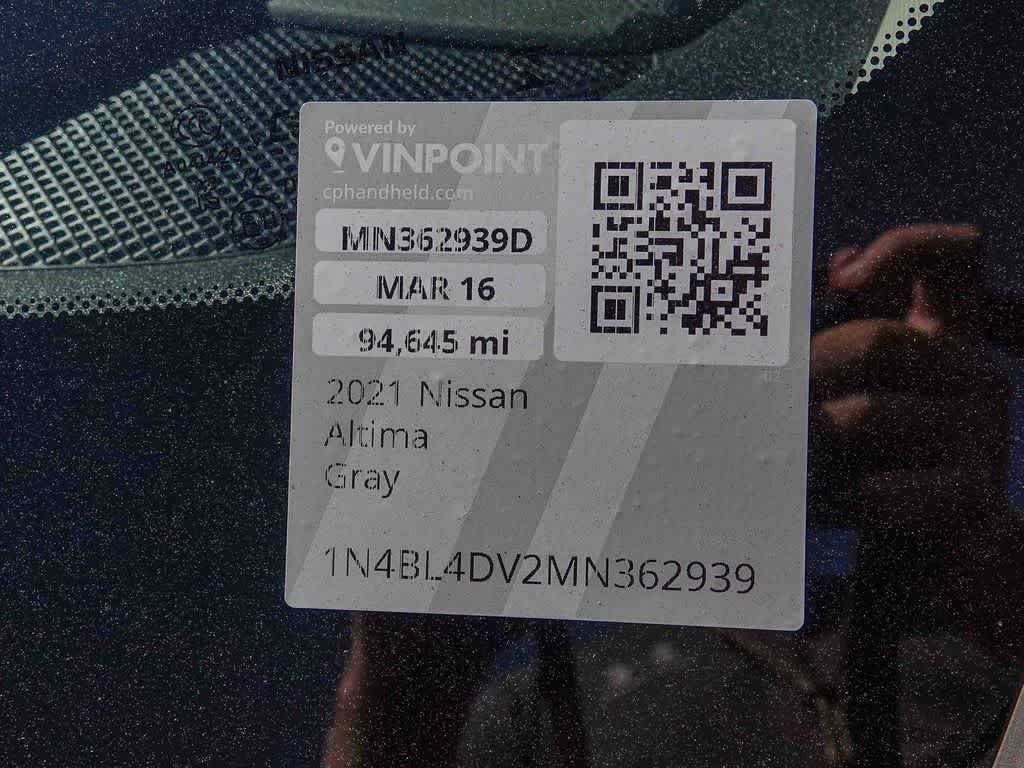 NISSAN
Powered by
VINPOINT
cphandheld.com
MN362939D
MAR 16
94,645 mi
2021 Nissan
Altima
Gray
1N4BL4DV2MN362939